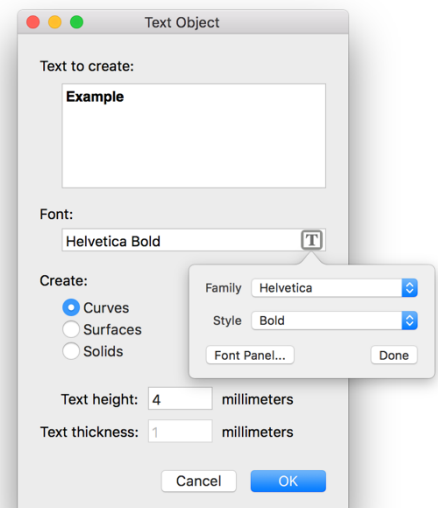 Text Object
Text to create:
Example
Font:
Helvetica Bold T
Create:
Curves
Surfaces
Solids
Family Helvetica
Style Bold
Font Panel... Done
Text height: 4 millimeters
Text thickness: 1 millimeters
Cancel OK